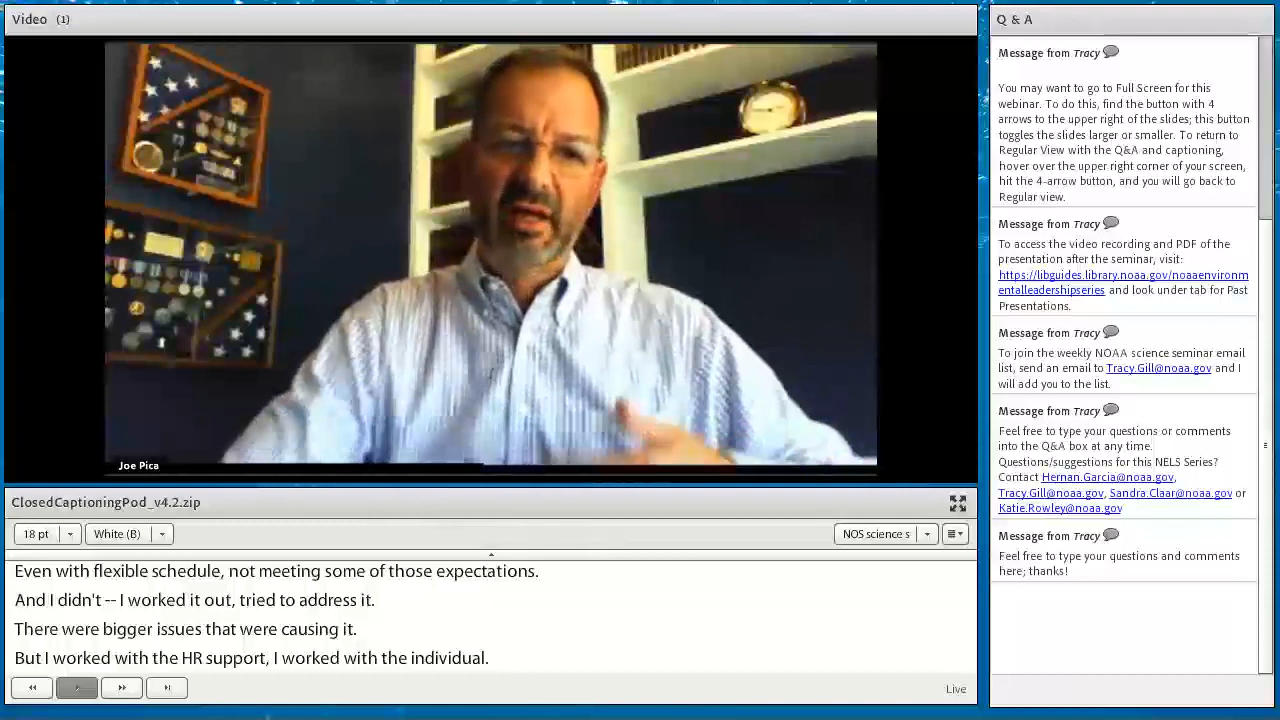 Video (1)
Joe Pica
ClosedCaptioningPod_v4.2.zip
18 pt
White (B)
NOS science s
Even with flexible schedule, not meeting some of those expectations.
And I didn't -- I worked it out, tried to address it.
There were bigger issues that were causing it.
But I worked with the HR support, I worked with the individual.
Live
Q & A
Message from Tracy
You may want to go to Full Screen for this
webinar. To do this, find the button with 4
arrows to the upper right of the slides; this button
toggles the slides larger or smaller. To return to
Regular View with the Q&A and captioning,
hover over the upper right corner of your screen,
hit the 4-arrow button, and you will go back to
Regular view.
Message from Tracy
To access the video recording and PDF of the
presentation after the seminar, visit:
https://libguides.library.noaa.gov/noaaenvironm
entalleadershipseries and look under tab for Past
Presentations.
Message from Tracy
To join the weekly NOAA science seminar email
list, send an email to Tracy.Gill@noaa.gov and I
will add you to the list.
Message from Tracy
Feel free to type your questions or comments
into the Q&A box at any time.
Questions/suggestions for this NELS Series?
Contact Hernan.Garcia@noaa.gov,
Tracy.Gill@noaa.gov, Sandra.Claar@noaa.gov or
Katie.Rowley@noaa.gov
Message from Tracy
Feel free to type your questions and comments
here; thanks!